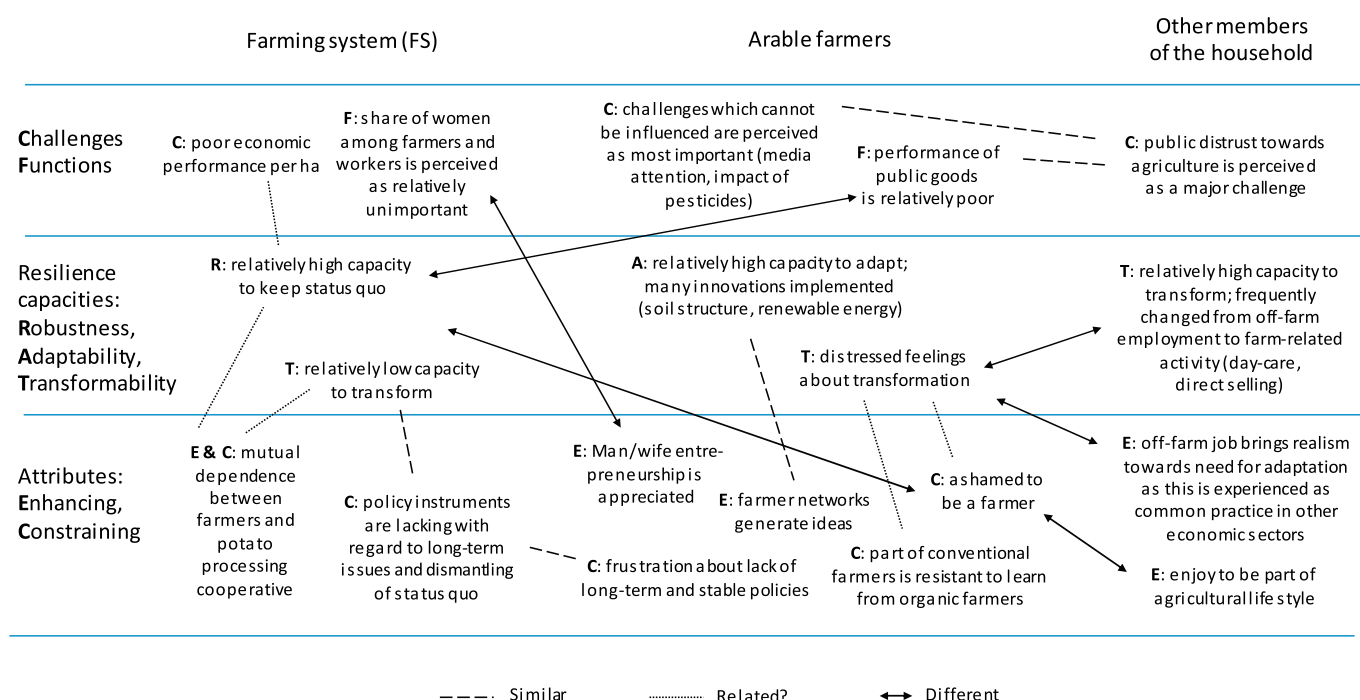 Farming system (FS)
Arable farmers
Other members
of the household
Challenges
Functions
C: poor economic
performance per ha
F: share of women
among farmers and
workers is perceived
as relatively
unimportant
C: challenges which cannot
be influenced are perceived
as most important (media
attention, impact of
pesticides)
F: performance of
public goods
is relatively poor
C: public distrust towards
agriculture is perceived
as a major challenge
Resilience
capacities:
Robustness,
Adaptability,
Transformability
R: relatively high capacity
to keep status quo
T: relatively low capacity
to transform
A: relatively high capacity to adapt;
many innovations implemented
(soil structure, renewable energy)
T: distressed feelings
about transformation
T: relatively high capacity to
transform; frequently
changed from off-farm
employment to farm-related
activity (day-care,
direct selling)
Attributes:
Enhancing,
Constraining
E & C: mutual
dependence
between
farmers and
potato
processing
cooperative
C: policy instruments
are lacking with
regard to long-term
issues and dismantling
of status quo
E: Man/wife entre-
preneurship is
appreciated
E: farmer networks
generate ideas
C: frustration about lack of
long-term and stable policies
C: ashamed to
be a farmer
C: part of conventional
farmers is resistant to learn
from organic farmers
E: off-farm job brings realism
towards need for adaptation
as this is experienced as
common practice in other
economic sectors
E: enjoy to be part of
agricultural life style
Similar
Related?
Different